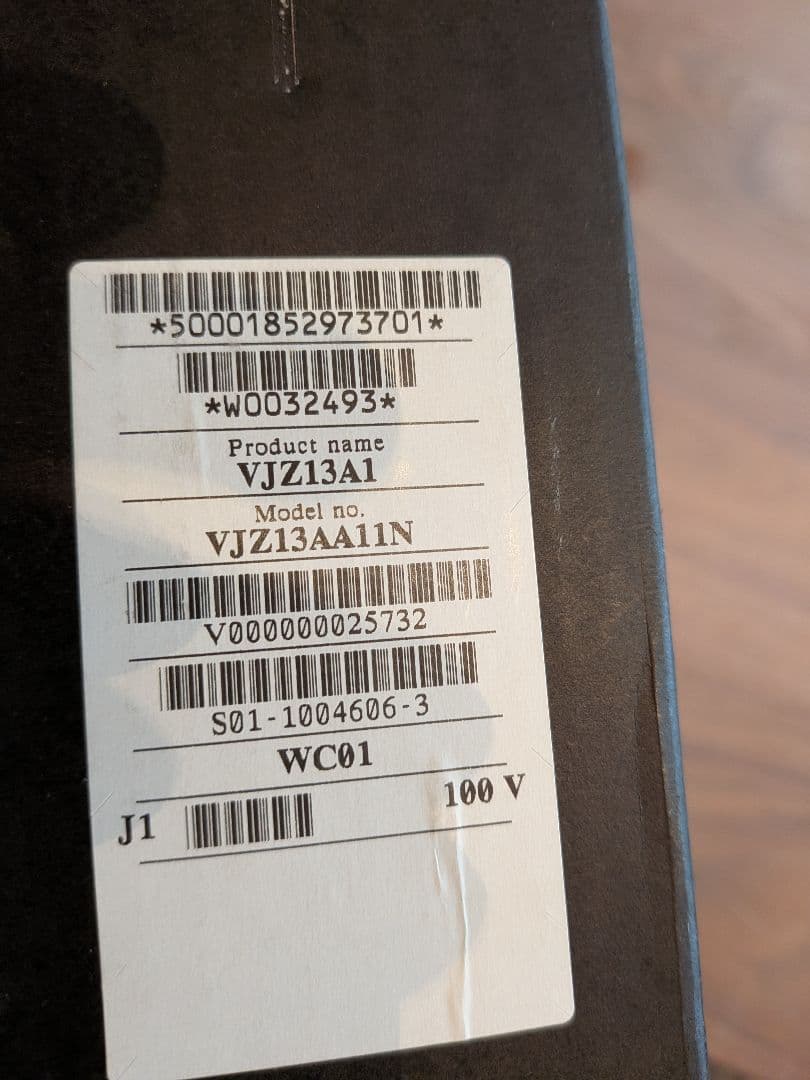 *50001852973701*
*W0032493*
Product name
VJZ13A1
Model no.
VJZ13AA11N
V000000025732
S01-1004606-3
WC01
J1 100 V